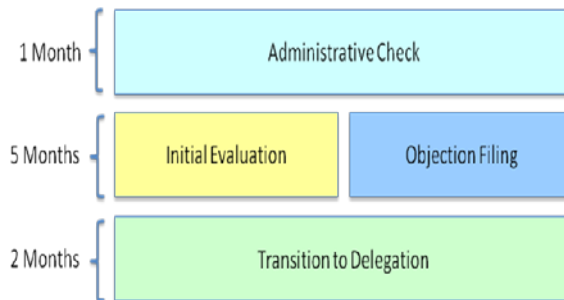 1 Month Administrative Check
5 Months Initial Evaluation Objection Filing
2 Months Transition to Delegation